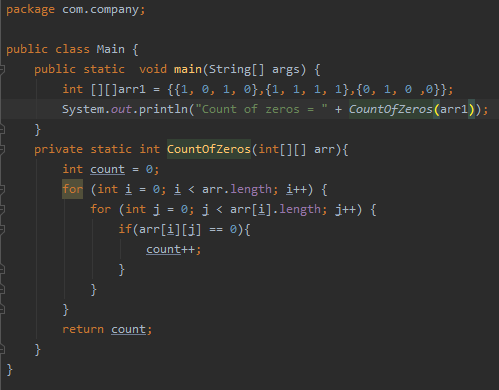 package com.company;
public class Main {
public static  void main(String[] args) {
int [][]arr1 = {{1, 0, 1, 0},{1, 1, 1, 1},{0, 1, 0 ,0}};
System.out.println("Count of zeros = " + CountOfZeros(arr1));
}
private static int CountOfZeros(int[][] arr){
int count = 0;
for (int i = 0; i < arr.length; i++) {
for (int j = 0; j < arr[i].length; j++) {
if(arr[i][j] == 0){
count++;
}
}
}
return count;
}
}